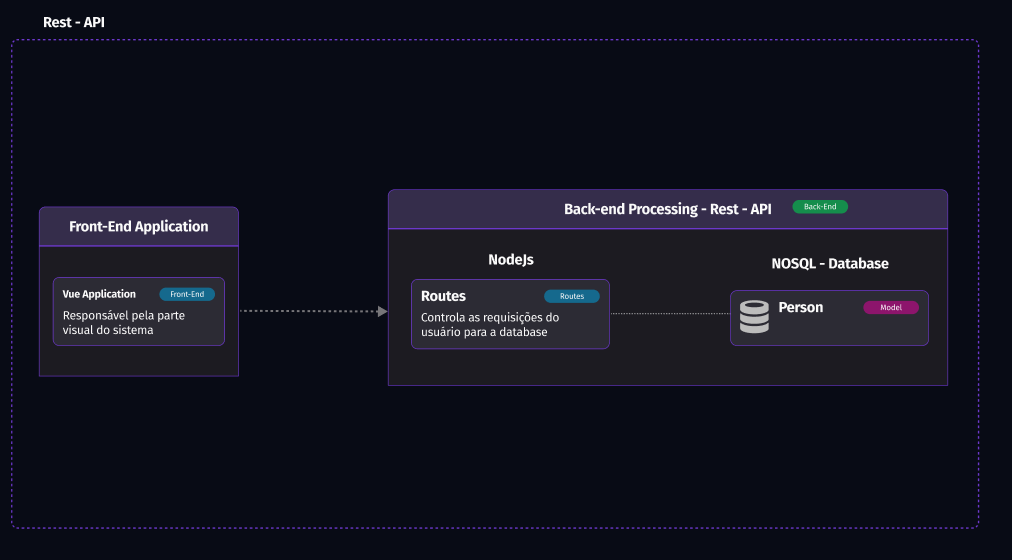 Rest - API
Front-End Application
Vue Application
Front-End
Responsável pela parte
visual do sistema
Back-end Processing - Rest - API
Back-End
NodeJs
Routes
Routes
Controla as requisições do
usuário para a database
NOSQL - Database
Person
Model